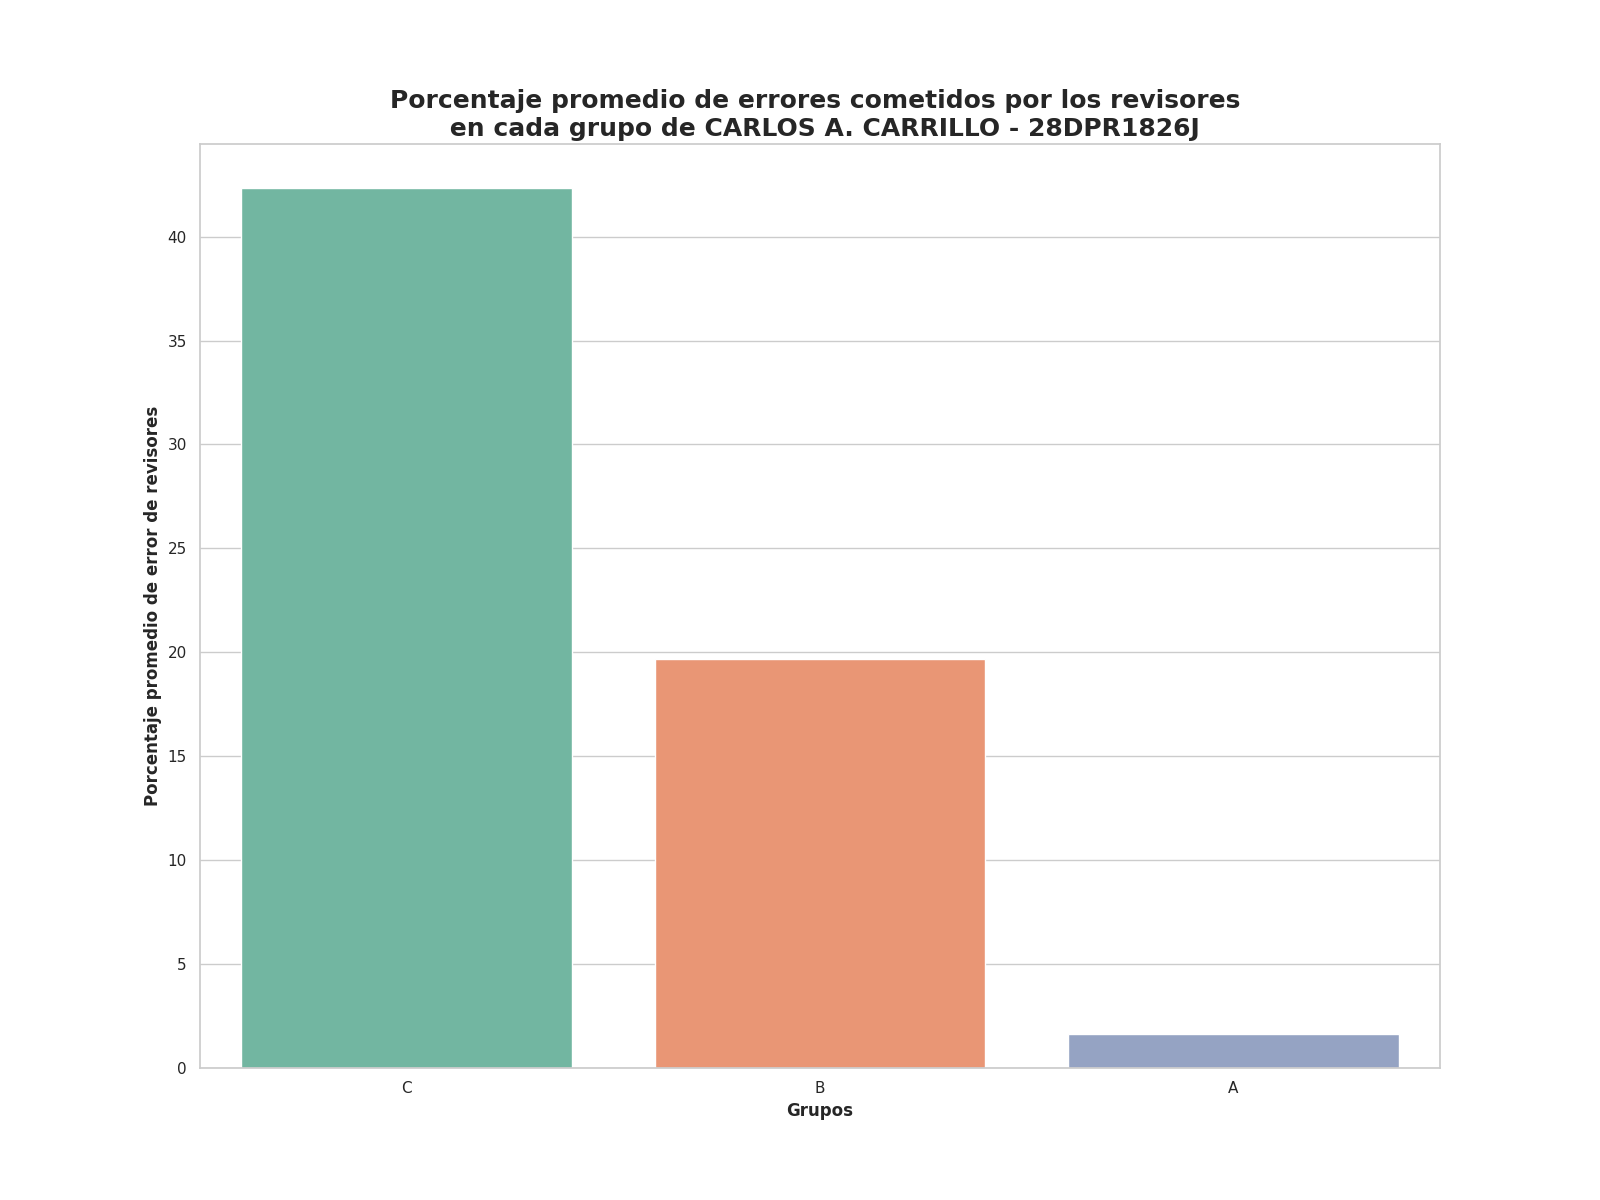 Porcentaje promedio de errores cometidos por los revisores
en cada grupo de CARLOS A. CARRILLO - 28DPR1826J
Porcentaje promedio de error de revisores
40
35
30
25
20
15
10
5
0
C B A
Grupos